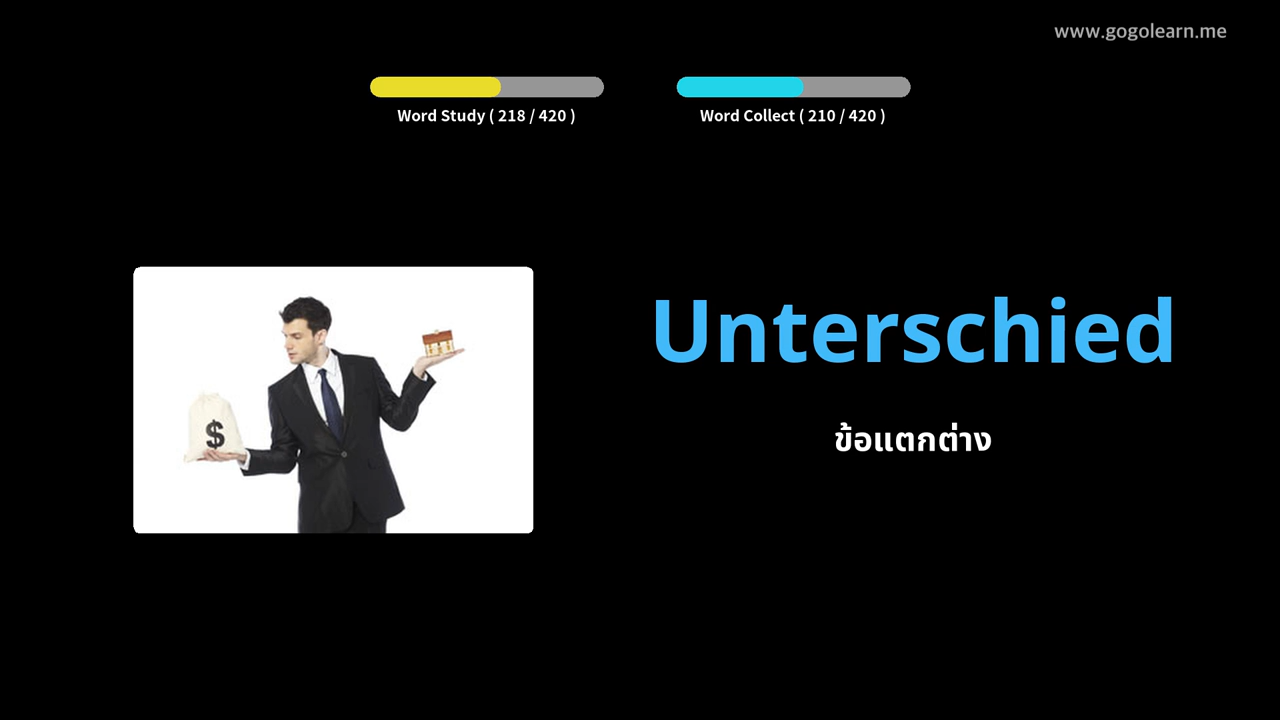 www.gogolearn.me
Word Study ( 218 / 420 )
Word Collect ( 210 / 420 )
Unterschied
ข้อแตกต่าง
$